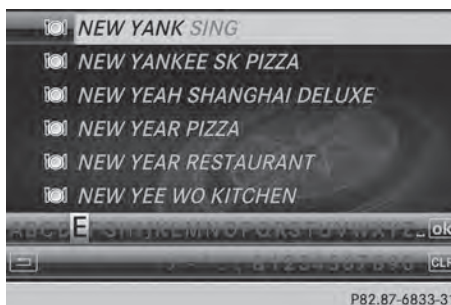 NEW YANK SING
NEW YANKEE SK PIZZA
NEW YEAH SHANGHAI DELUXE
NEW YEAR PIZZA
NEW YEAR RESTAURANT
NEW YEE WO KITCHEN
E ok
CLR
P82.87-6833-31